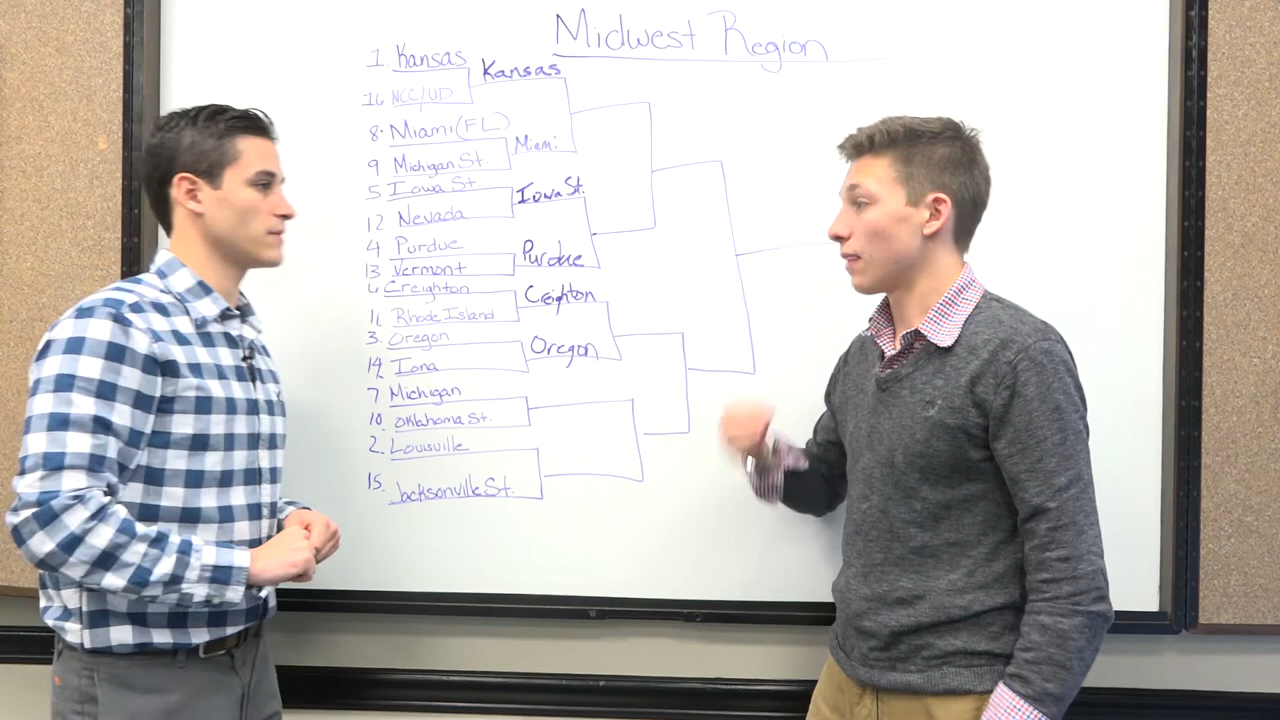 Midwest Region
1. Kansas
Kansas
16 NCC/UD
8. Miami (FL)
Miami
9 Michigan St.
5 Iowa St.
Iowa St.
12 Nevada
4 Purdue
Purdue
13 Vermont
6 Creighton
Creighton
11. Rhode Island
3. Oregon
Oregon
14. Iona
7 Michigan
10. Oklahoma St.
2. Louisville
15. Jacksonville St.